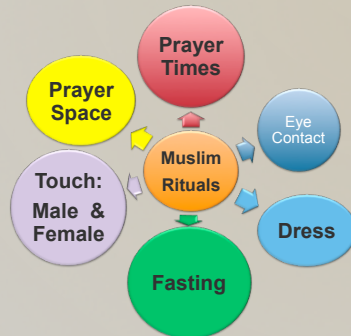 Prayer
Times
Prayer
Space
Eye
Contact
Muslim
Rituals
Touch:
Male &
Female
Dress
Fasting